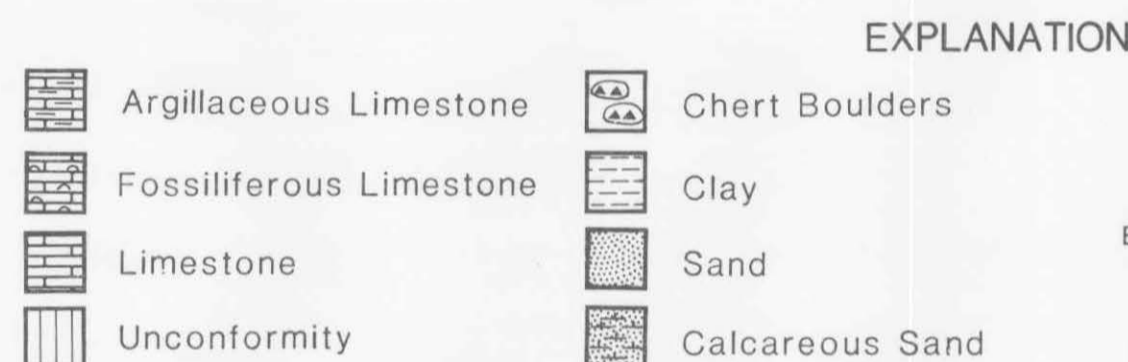 EXPLANATION
Argillaceous Limestone
Fossiliferous Limestone
Limestone
Unconformity
Chert Boulders
Clay
Sand
Calcareous Sand